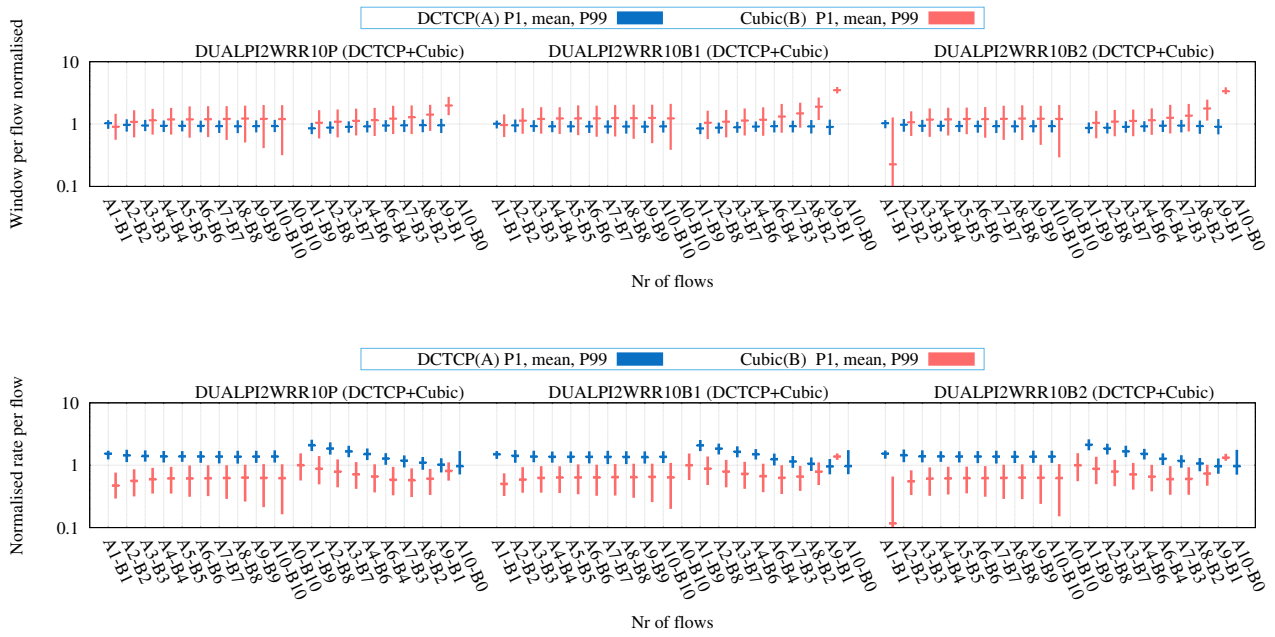 DCTCP(A) P1, mean, P99 Cubic(B) P1, mean, P99
DUALPI2WRR10P (DCTCP+Cubic) DUALPI2WRR10B1 (DCTCP+Cubic) DUALPI2WRR10B2 (DCTCP+Cubic)
Window per flow normalised
10
1
0.1
A1-B1 A2-B2 A3-B3 A4-B4 A5-B5 A6-B6 A7-B7 A8-B8 A9-B9 A10-B10 A0-B10 A1-B9 A2-B8 A3-B7 A4-B6 A6-B4 A7-B3 A8-B2 A9-B1 A10-B0 A1-B1 A2-B2 A3-B3 A4-B4 A5-B5 A6-B6 A7-B7 A8-B8 A9-B9 A10-B10 A0-B10 A1-B9 A2-B8 A3-B7 A4-B6 A6-B4 A7-B3 A8-B2 A9-B1 A10-B0 A1-B1 A2-B2 A3-B3 A4-B4 A5-B5 A6-B6 A7-B7 A8-B8 A9-B9 A10-B10 A0-B10 A1-B9 A2-B8 A3-B7 A4-B6 A6-B4 A7-B3 A8-B2 A9-B1 A10-B0
Nr of flows
DCTCP(A) P1, mean, P99 Cubic(B) P1, mean, P99
DUALPI2WRR10P (DCTCP+Cubic) DUALPI2WRR10B1 (DCTCP+Cubic) DUALPI2WRR10B2 (DCTCP+Cubic)
Normalised rate per flow
10
1
0.1
A1-B1 A2-B2 A3-B3 A4-B4 A5-B5 A6-B6 A7-B7 A8-B8 A9-B9 A10-B10 A0-B10 A1-B9 A2-B8 A3-B7 A4-B6 A6-B4 A7-B3 A8-B2 A9-B1 A10-B0 A1-B1 A2-B2 A3-B3 A4-B4 A5-B5 A6-B6 A7-B7 A8-B8 A9-B9 A10-B10 A0-B10 A1-B9 A2-B8 A3-B7 A4-B6 A6-B4 A7-B3 A8-B2 A9-B1 A10-B0 A1-B1 A2-B2 A3-B3 A4-B4 A5-B5 A6-B6 A7-B7 A8-B8 A9-B9 A10-B10 A0-B10 A1-B9 A2-B8 A3-B7 A4-B6 A6-B4 A7-B3 A8-B2 A9-B1 A10-B0
Nr of flows